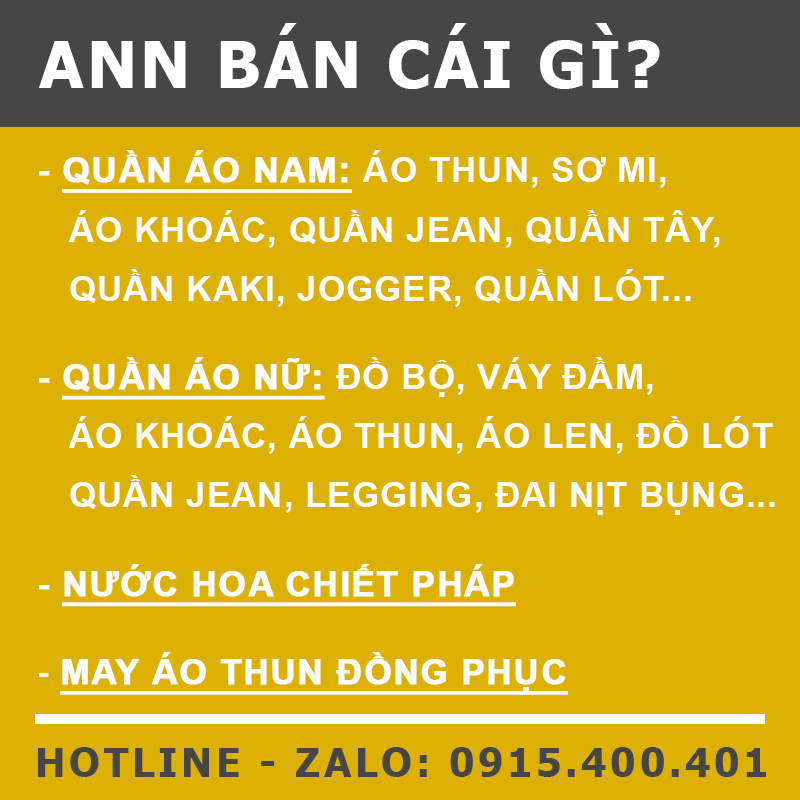 ANN BÁN CÁI GÌ?
- QUẦN ÁO NAM: ÁO THUN, SƠ MI,
ÁO KHOÁC, QUẦN JEAN, QUẦN TÂY,
QUẦN KAKI, JOGGER, QUẦN LÓT...
- QUẦN ÁO NỮ: ĐỒ BỘ, VÁY ĐẦM,
ÁO KHOÁC, ÁO THUN, ÁO LEN, ĐỒ LÓT
QUẦN JEAN, LEGGING, ĐAI NỊT BỤNG...
- NƯỚC HOA CHIẾT PHÁP
- MAY ÁO THUN ĐỒNG PHỤC
HOTLINE - ZALO: 0915.400.401